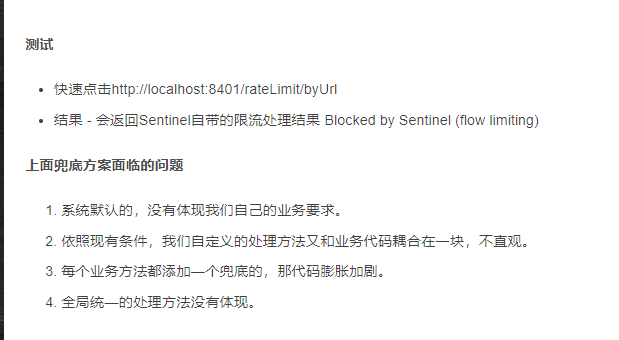 测试
快速点击http://localhost:8401/rateLimit/byUrl
结果 - 会返回Sentinel自带的限流处理结果 Blocked by Sentinel (flow limiting)
上面兜底方案面临的问题
1. 系统默认的，没有体现我们自己的业务要求。
2. 依照现有条件，我们自定义的处理方法又和业务代码耦合在一块，不直观。
3. 每个业务方法都添加—个兜底的，那代码膨胀加剧。
4. 全局统—的处理方法没有体现。